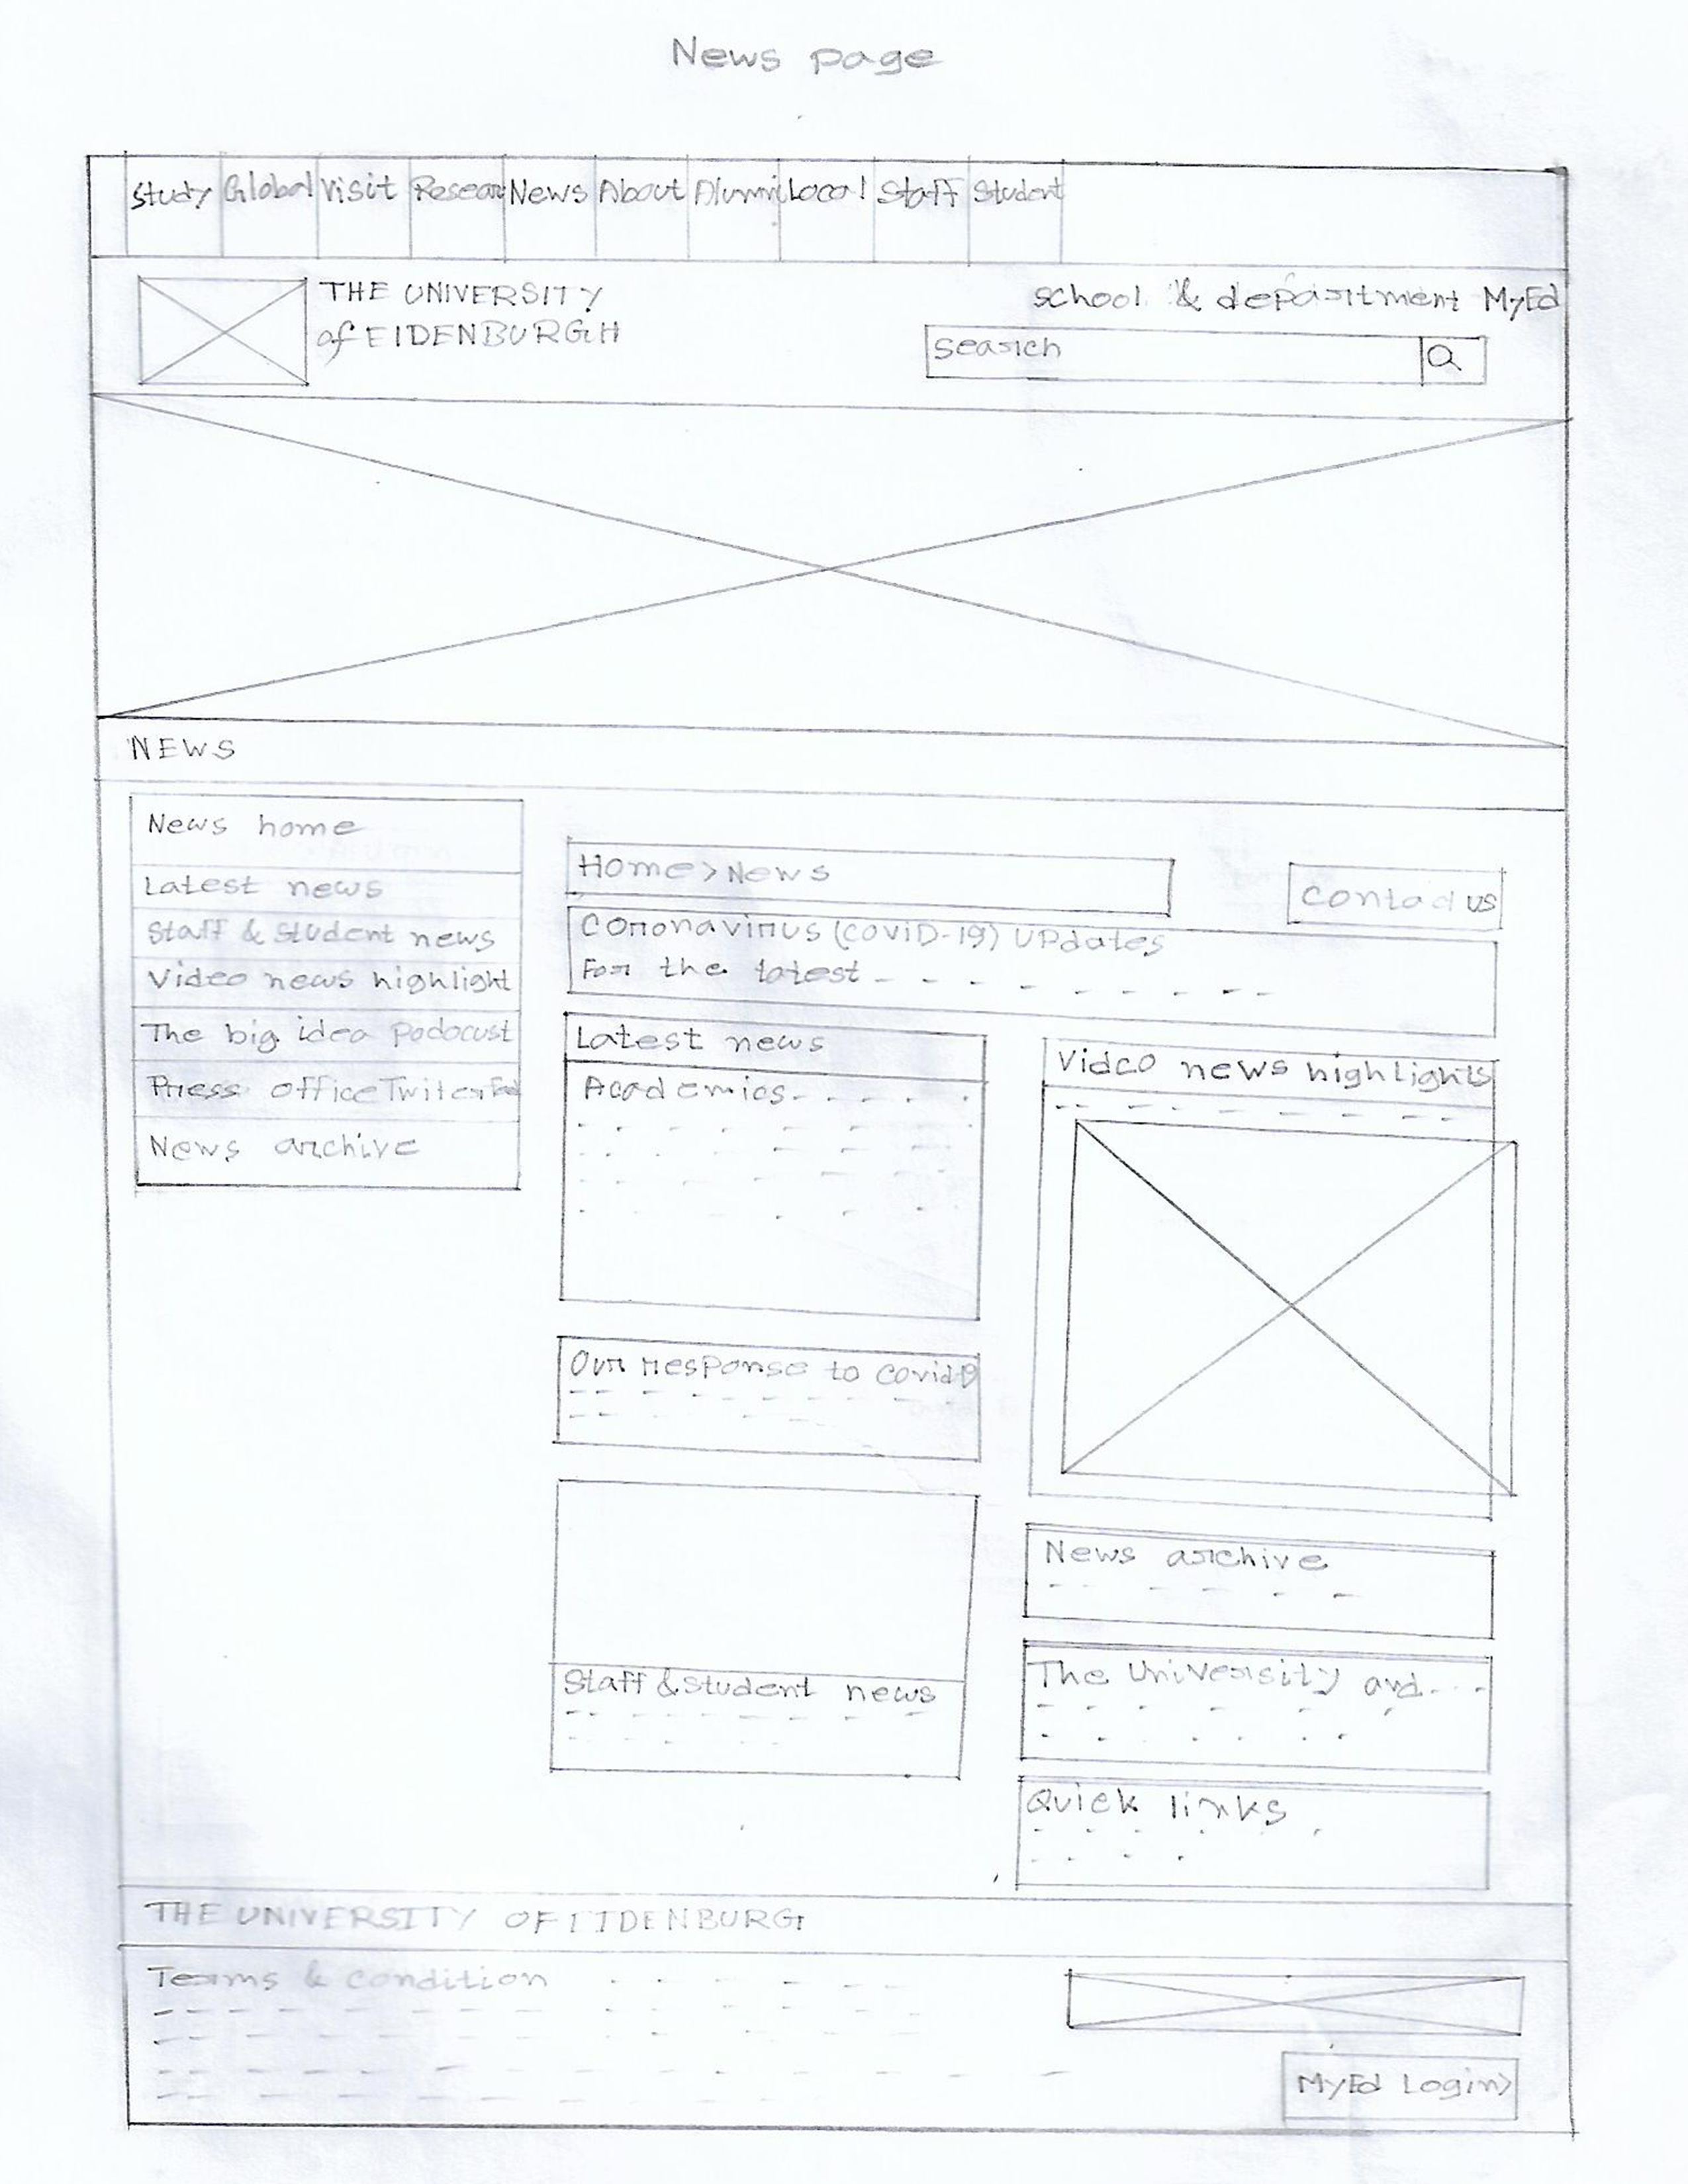 News page
Study Global Visit Resear News About Alumni Local Staff Student
THE UNIVERSITY
of EIDENBURGH
school & department MyEd
search
NEWS
News home
Latest news
Staff & student news
Video news highlight
The big idea Podocust
Press office Twiter
News archive
Home > News
Contact us
Coronavirus (COVID-19) UPdates
For the latest
Latest news
Academics
Video news highlights
Our response to covid
News archive
Staff & student news
The University and
Quick links
THE UNIVERSITY OF EIDENBURG
Terms & condition
MyEd Login>